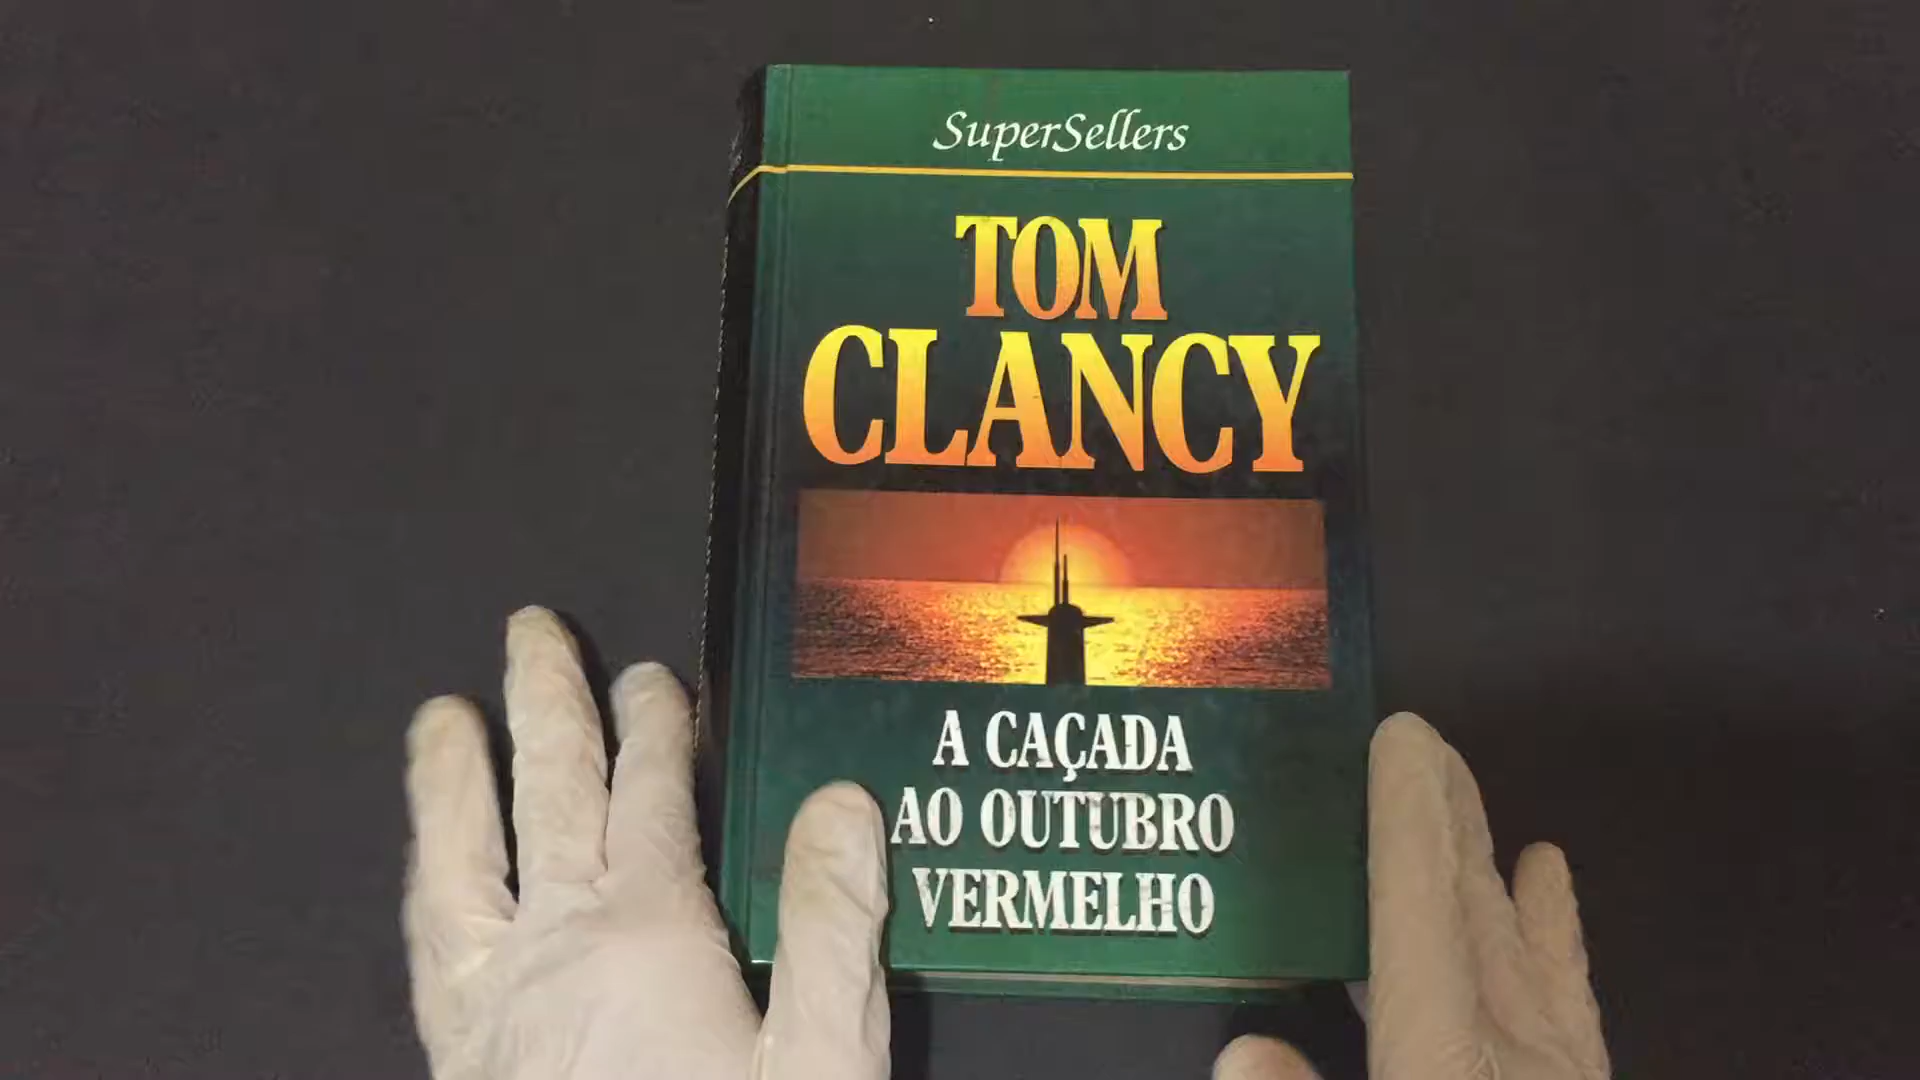 SuperSellers
TOM
CLANCY
A CAÇADA
AO OUTUBRO
VERMELHO